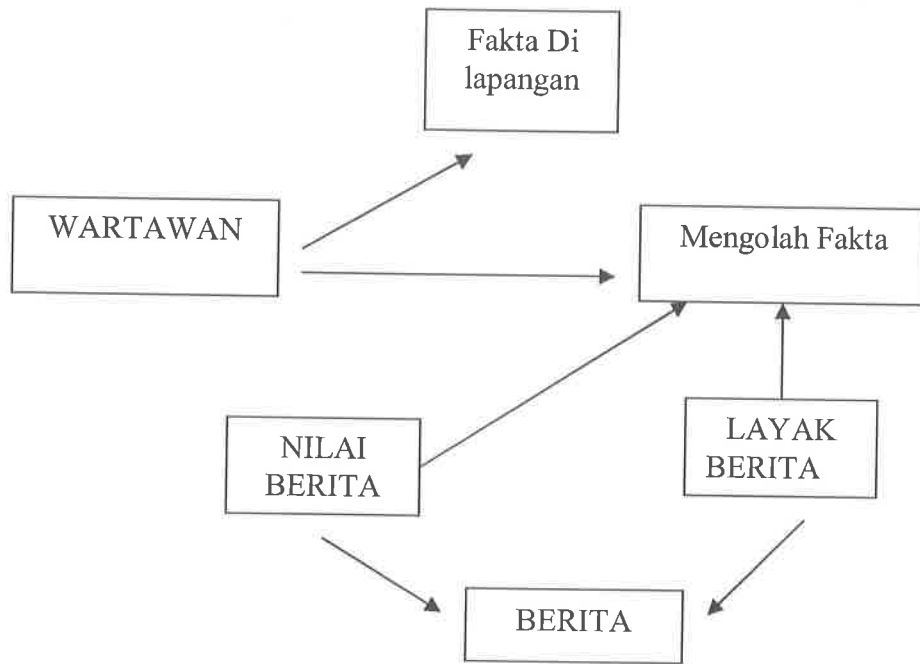 Fakta Di
lapangan
WARTAWAN
Mengolah Fakta
NILAI
BERITA
LAYAK
BERITA
BERITA